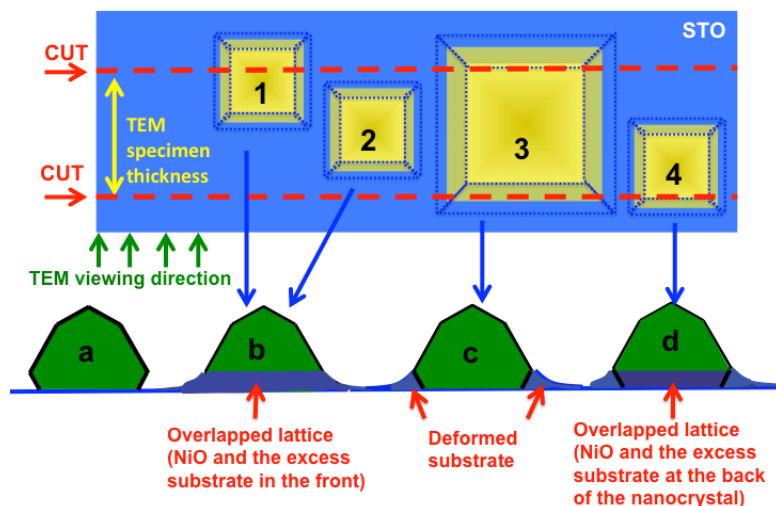 STO
CUT
1
2
3
4
TEM
specimen
thickness
CUT
TEM viewing direction
a
b
c
d
Overlapped lattice
(NiO and the excess
substrate in the front)
Deformed
substrate
Overlapped lattice
(NiO and the excess
substrate at the back
of the nanocrystal)